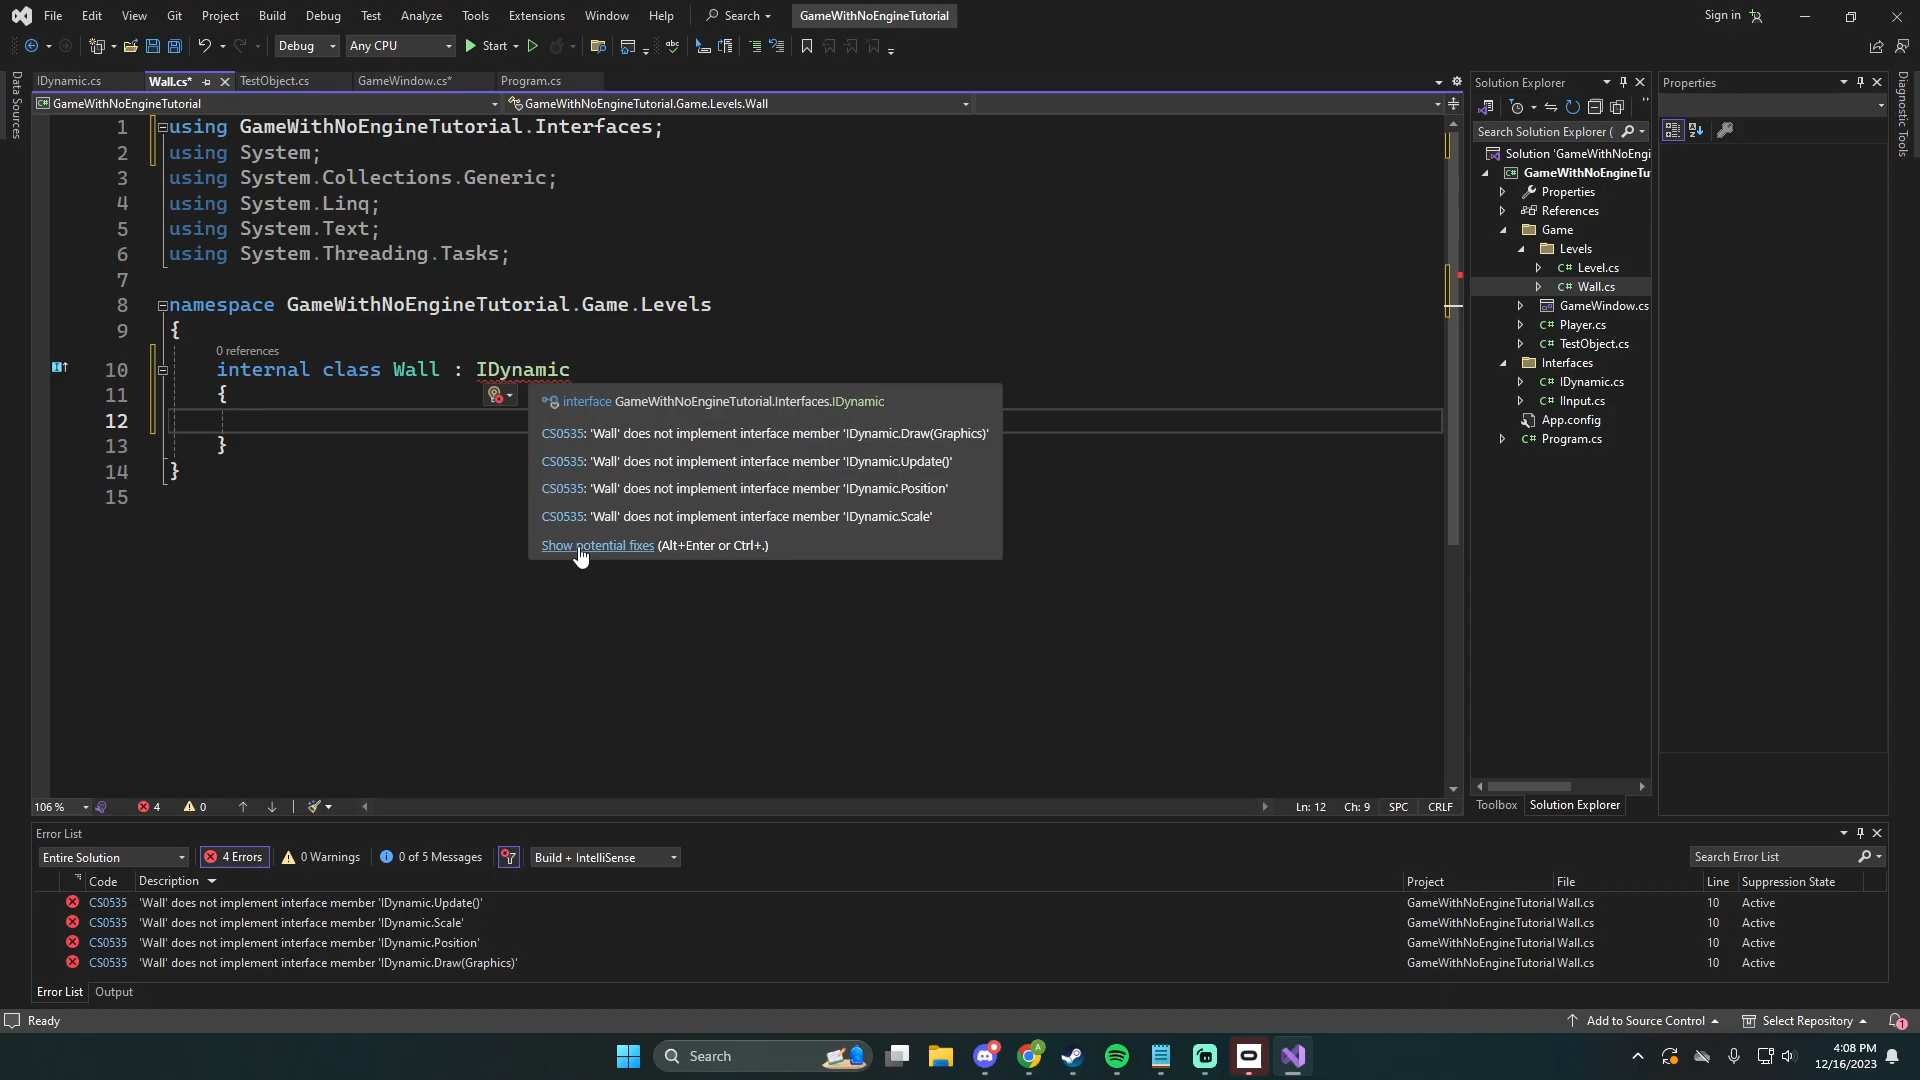 File Edit View Git Project Build Debug Test Analyze Tools Extensions Window Help Search GameWithNoEngineTutorial Sign in
Debug Any CPU Start
Data Sources
IDynamic.cs Wall.cs* TestObject.cs GameWindow.cs* Program.cs
GameWithNoEngineTutorial GameWithNoEngineTutorial.Game.Levels.Wall
1 using GameWithNoEngineTutorial.Interfaces;
2 using System;
3 using System.Collections.Generic;
4 using System.Linq;
5 using System.Text;
6 using System.Threading.Tasks;
7
8 namespace GameWithNoEngineTutorial.Game.Levels
9 {
0 references
10 internal class Wall : IDynamic
11 {
12
13 }
14 }
15
interface GameWithNoEngineTutorial.Interfaces.IDynamic
CS0535: 'Wall' does not implement interface member 'IDynamic.Draw(Graphics)'
CS0535: 'Wall' does not implement interface member 'IDynamic.Update()'
CS0535: 'Wall' does not implement interface member 'IDynamic.Position'
CS0535: 'Wall' does not implement interface member 'IDynamic.Scale'
Show potential fixes (Alt+Enter or Ctrl+.)
106 % 4 0 Ln: 12 Ch: 9 SPC CRLF
Solution Explorer
Search Solution Explorer (
Solution 'GameWithNoEngi
GameWithNoEngineTu
Properties
References
Game
Levels
C# Level.cs
C# Wall.cs
GameWindow.cs
C# Player.cs
C# TestObject.cs
Interfaces
C# IDynamic.cs
C# IInput.cs
App.config
C# Program.cs
Toolbox Solution Explorer
Properties
Diagnostic Tools
Error List
Entire Solution 4 Errors 0 Warnings 0 of 5 Messages Build + IntelliSense Search Error List
Code Description Project File Line Suppression State
CS0535 'Wall' does not implement interface member 'IDynamic.Update()' GameWithNoEngineTutorial Wall.cs 10 Active
CS0535 'Wall' does not implement interface member 'IDynamic.Scale' GameWithNoEngineTutorial Wall.cs 10 Active
CS0535 'Wall' does not implement interface member 'IDynamic.Position' GameWithNoEngineTutorial Wall.cs 10 Active
CS0535 'Wall' does not implement interface member 'IDynamic.Draw(Graphics)' GameWithNoEngineTutorial Wall.cs 10 Active
Error List Output
Ready Add to Source Control Select Repository 1
Search 4:08 PM
12/16/2023